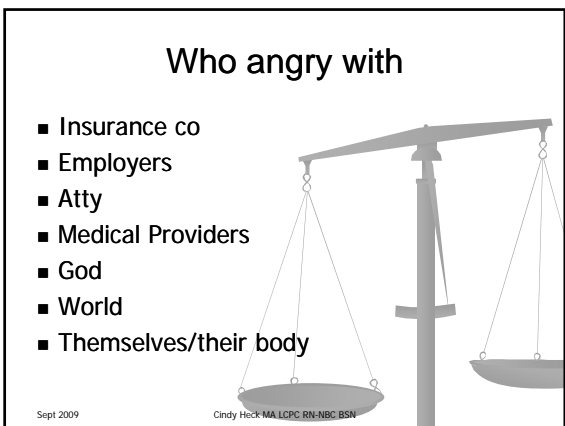 Who angry with
■ Insurance co
■ Employers
■ Atty
■ Medical Providers
■ God
■ World
■ Themselves/their body
Sept 2009 Cindy Heck MA LCPC RN-NBC BSN